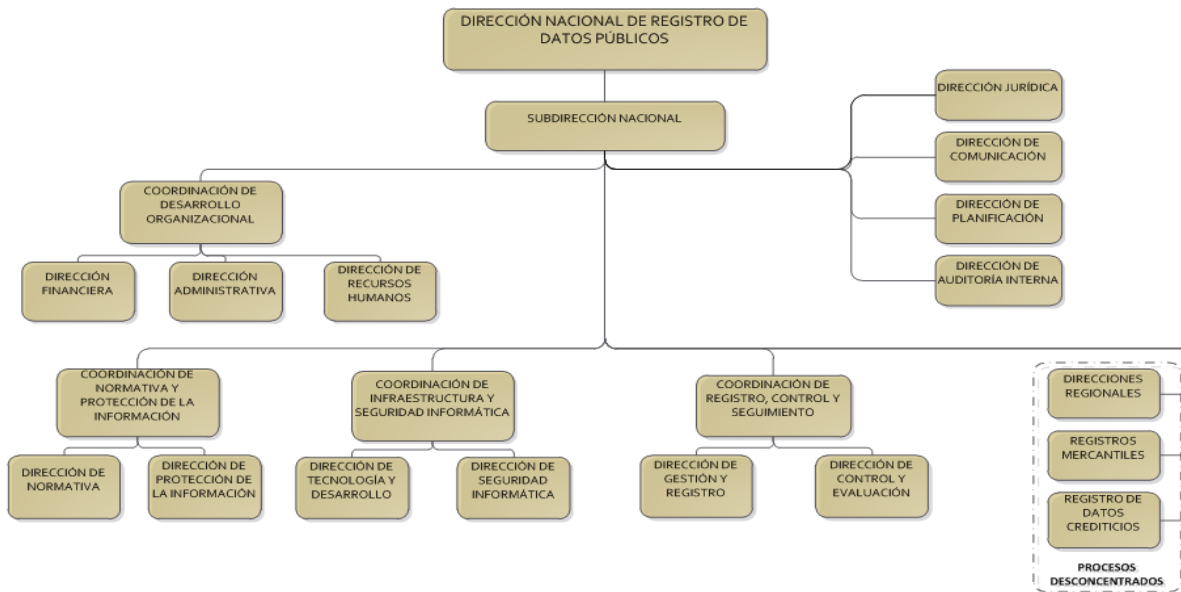 DIRECCIÓN NACIONAL DE REGISTRO DE
DATOS PÚBLICOS
SUBDIRECCIÓN NACIONAL
DIRECCIÓN JURÍDICA
DIRECCIÓN DE
COMUNICACIÓN
DIRECCIÓN DE
PLANIFICACIÓN
DIRECCIÓN DE
AUDITORÍA INTERNA
COORDINACIÓN DE
DESARROLLO
ORGANIZACIONAL
DIRECCIÓN
FINANCIERA
DIRECCIÓN
ADMINISTRATIVA
DIRECCIÓN DE
RECURSOS
HUMANOS
COORDINACIÓN DE
NORMATIVA Y
PROTECCIÓN DE LA
INFORMACIÓN
DIRECCIÓN DE
NORMATIVA
DIRECCIÓN DE
PROTECCIÓN DE
LA INFORMACIÓN
COORDINACIÓN DE
INFRAESTRUCTURA Y
SEGURIDAD INFORMÁTICA
DIRECCIÓN DE
TECNOLOGÍA Y
DESARROLLO
DIRECCIÓN DE
SEGURIDAD
INFORMÁTICA
COORDINACIÓN DE
REGISTRO, CONTROL Y
SEGUIMIENTO
DIRECCIÓN DE
GESTIÓN Y
REGISTRO
DIRECCIÓN DE
CONTROL Y
EVALUACIÓN
DIRECCIONES
REGIONALES
REGISTROS
MERCANTILES
REGISTRO DE
DATOS
CREDITICIOS
PROCESOS
DESCONCENTRADOS